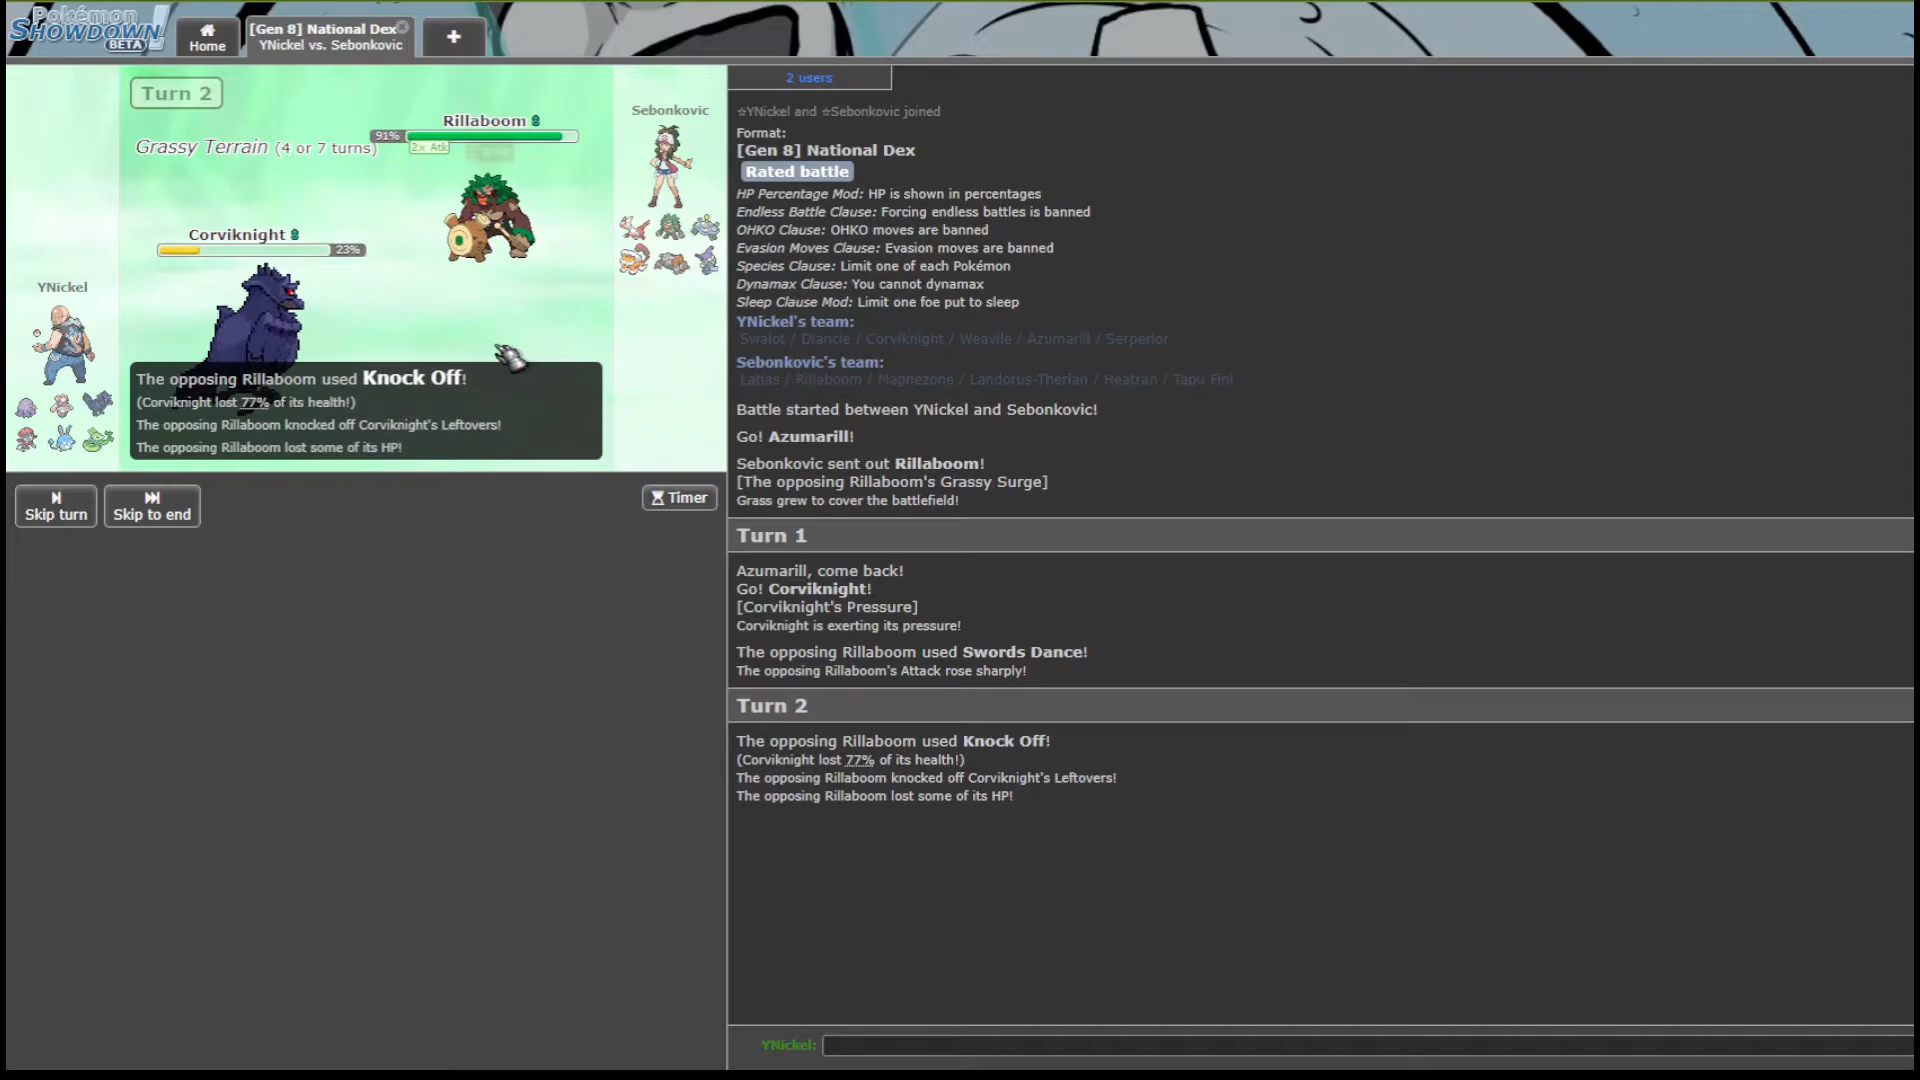 Pokémon
SHOWDOWN!
BETA
Home
[Gen 8] National Dex
YNickel vs. Sebonkovic
Turn 2
Grassy Terrain (4 or 7 turns)
Rillaboom
91%
2x Atk
Corviknight
23%
YNickel
Sebonkovic
The opposing Rillaboom used Knock Off!
(Corviknight lost 77% of its health!)
The opposing Rillaboom knocked off Corviknight's Leftovers!
The opposing Rillaboom lost some of its HP!
Skip turn
Skip to end
Timer
2 users
☆YNickel and ☆Sebonkovic joined
Format:
[Gen 8] National Dex
Rated battle
HP Percentage Mod: HP is shown in percentages
Endless Battle Clause: Forcing endless battles is banned
OHKO Clause: OHKO moves are banned
Evasion Moves Clause: Evasion moves are banned
Species Clause: Limit one of each Pokémon
Dynamax Clause: You cannot dynamax
Sleep Clause Mod: Limit one foe put to sleep
YNickel's team:
Swalot / Diancie / Corviknight / Weavile / Azumarill / Serperior
Sebonkovic's team:
Latias / Rillaboom / Magnezone / Landorus-Therian / Heatran / Tapu Fini
Battle started between YNickel and Sebonkovic!
Go! Azumarill!
Sebonkovic sent out Rillaboom!
[The opposing Rillaboom's Grassy Surge]
Grass grew to cover the battlefield!
Turn 1
Azumarill, come back!
Go! Corviknight!
[Corviknight's Pressure]
Corviknight is exerting its pressure!
The opposing Rillaboom used Swords Dance!
The opposing Rillaboom's Attack rose sharply!
Turn 2
The opposing Rillaboom used Knock Off!
(Corviknight lost 77% of its health!)
The opposing Rillaboom knocked off Corviknight's Leftovers!
The opposing Rillaboom lost some of its HP!
YNickel: